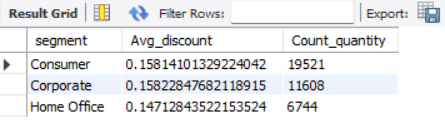 Result Grid Filter Rows: Export:
segment Avg_discount Count_quantity
Consumer 0.15814101329224042 19521
Corporate 0.15822847682118915 11608
Home Office 0.14712843522153524 6744